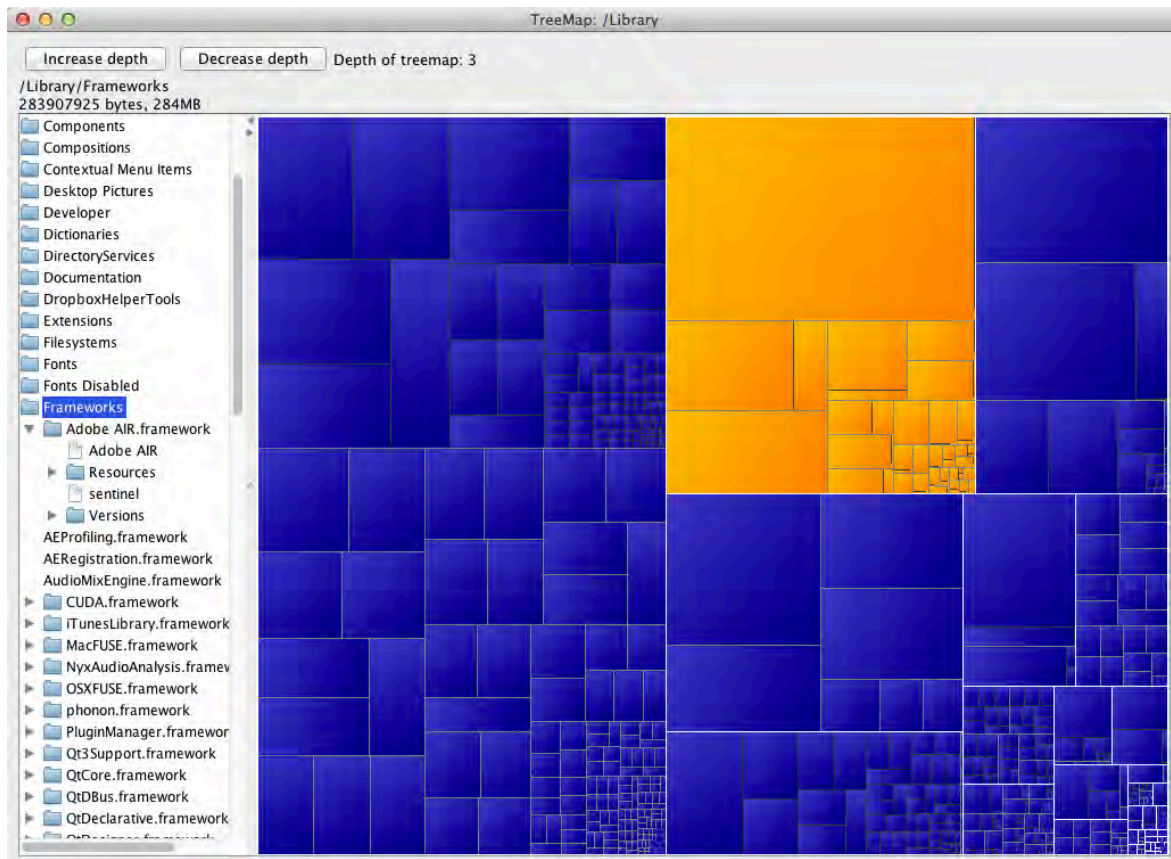 TreeMap: /Library
Increase depth
Decrease depth
Depth of treemap: 3
/Library/Frameworks
283907925 bytes, 284MB
Components
Compositions
Contextual Menu Items
Desktop Pictures
Developer
Dictionaries
DirectoryServices
Documentation
DropboxHelperTools
Extensions
Filesystems
Fonts
Fonts Disabled
Frameworks
Adobe AIR.framework
Adobe AIR
Resources
sentinel
Versions
AEProfiling.framework
AERegistration.framework
AudioMixEngine.framework
CUDA.framework
iTunesLibrary.framework
MacFUSE.framework
NyxAudioAnalysis.framev
OSXFUSE.framework
phonon.framework
PluginManager.framewor
Qt3Support.framework
QtCore.framework
QtDBus.framework
QtDeclarative.framework